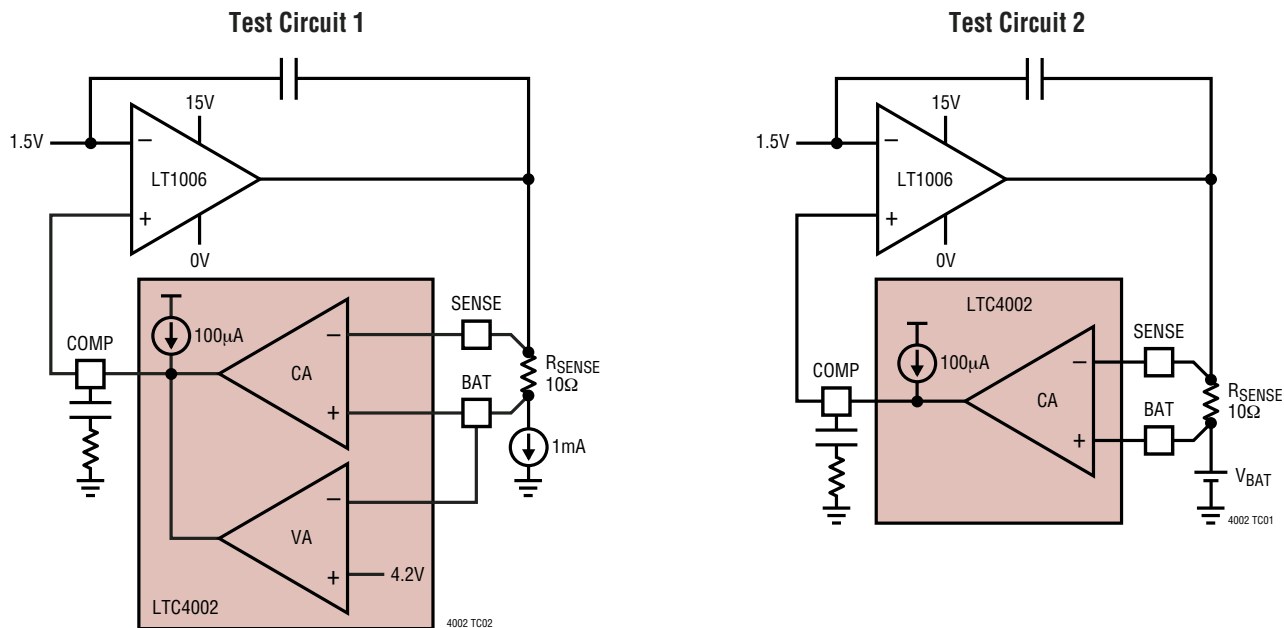 Test Circuit 1
15V
1.5V
−
LT1006
+
0V
SENSE
COMP
100μA
−
CA
+
BAT
RSENSE
10Ω
1mA
−
VA
+
4.2V
LTC4002
4002 TC02
Test Circuit 2
15V
1.5V
−
LT1006
+
0V
LTC4002
SENSE
COMP
100μA
−
CA
+
BAT
RSENSE
10Ω
VBAT
4002 TC01